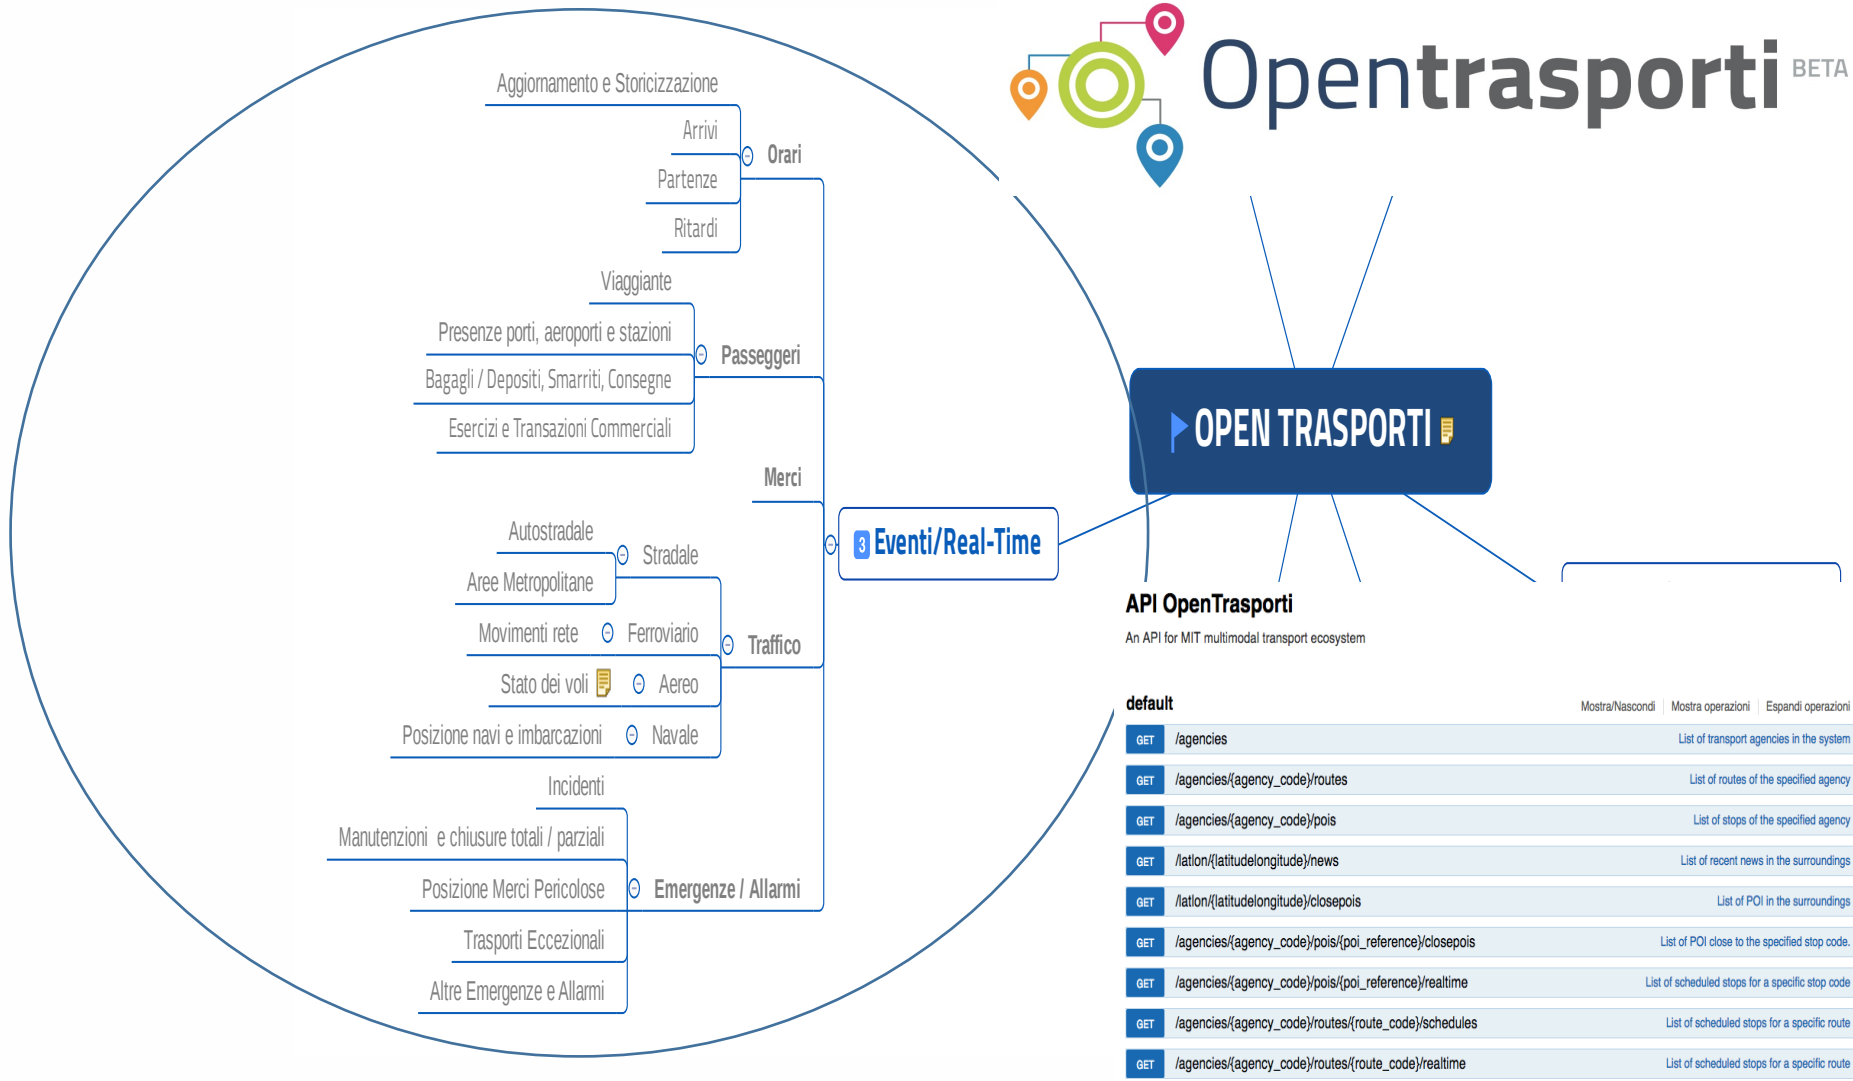 Opentrasporti BETA
Aggiornamento e Storicizzazione
Arrivi
Partenze
Ritardi
Orari
Viaggiante
Presenze porti, aeroporti e stazioni
Bagagli / Depositi, Smarriti, Consegne
Esercizi e Transazioni Commerciali
Passeggeri
Merci
Autostradale
Aree Metropolitane
Stradale
Movimenti rete
Ferroviario
Stato dei voli
Aereo
Posizione navi e imbarcazioni
Navale
Traffico
Incidenti
Manutenzioni e chiusure totali / parziali
Posizione Merci Pericolose
Trasporti Eccezionali
Altre Emergenze e Allarmi
Emergenze / Allarmi
3 Eventi/Real-Time
OPEN TRASPORTI
API OpenTrasporti
An API for MIT multimodal transport ecosystem
default
Mostra/Nascondi
Mostra operazioni
Espandi operazioni
GET /agencies List of transport agencies in the system
GET /agencies/{agency_code}/routes List of routes of the specified agency
GET /agencies/{agency_code}/pois List of stops of the specified agency
GET /latlon/{latitudelongitude}/news List of recent news in the surroundings
GET /latlon/{latitudelongitude}/closepois List of POI in the surroundings
GET /agencies/{agency_code}/pois/{poi_reference}/closepois List of POI close to the specified stop code.
GET /agencies/{agency_code}/pois/{poi_reference}/realtime List of scheduled stops for a specific stop code
GET /agencies/{agency_code}/routes/{route_code}/schedules List of scheduled stops for a specific route
GET /agencies/{agency_code}/routes/{route_code}/realtime List of scheduled stops for a specific route